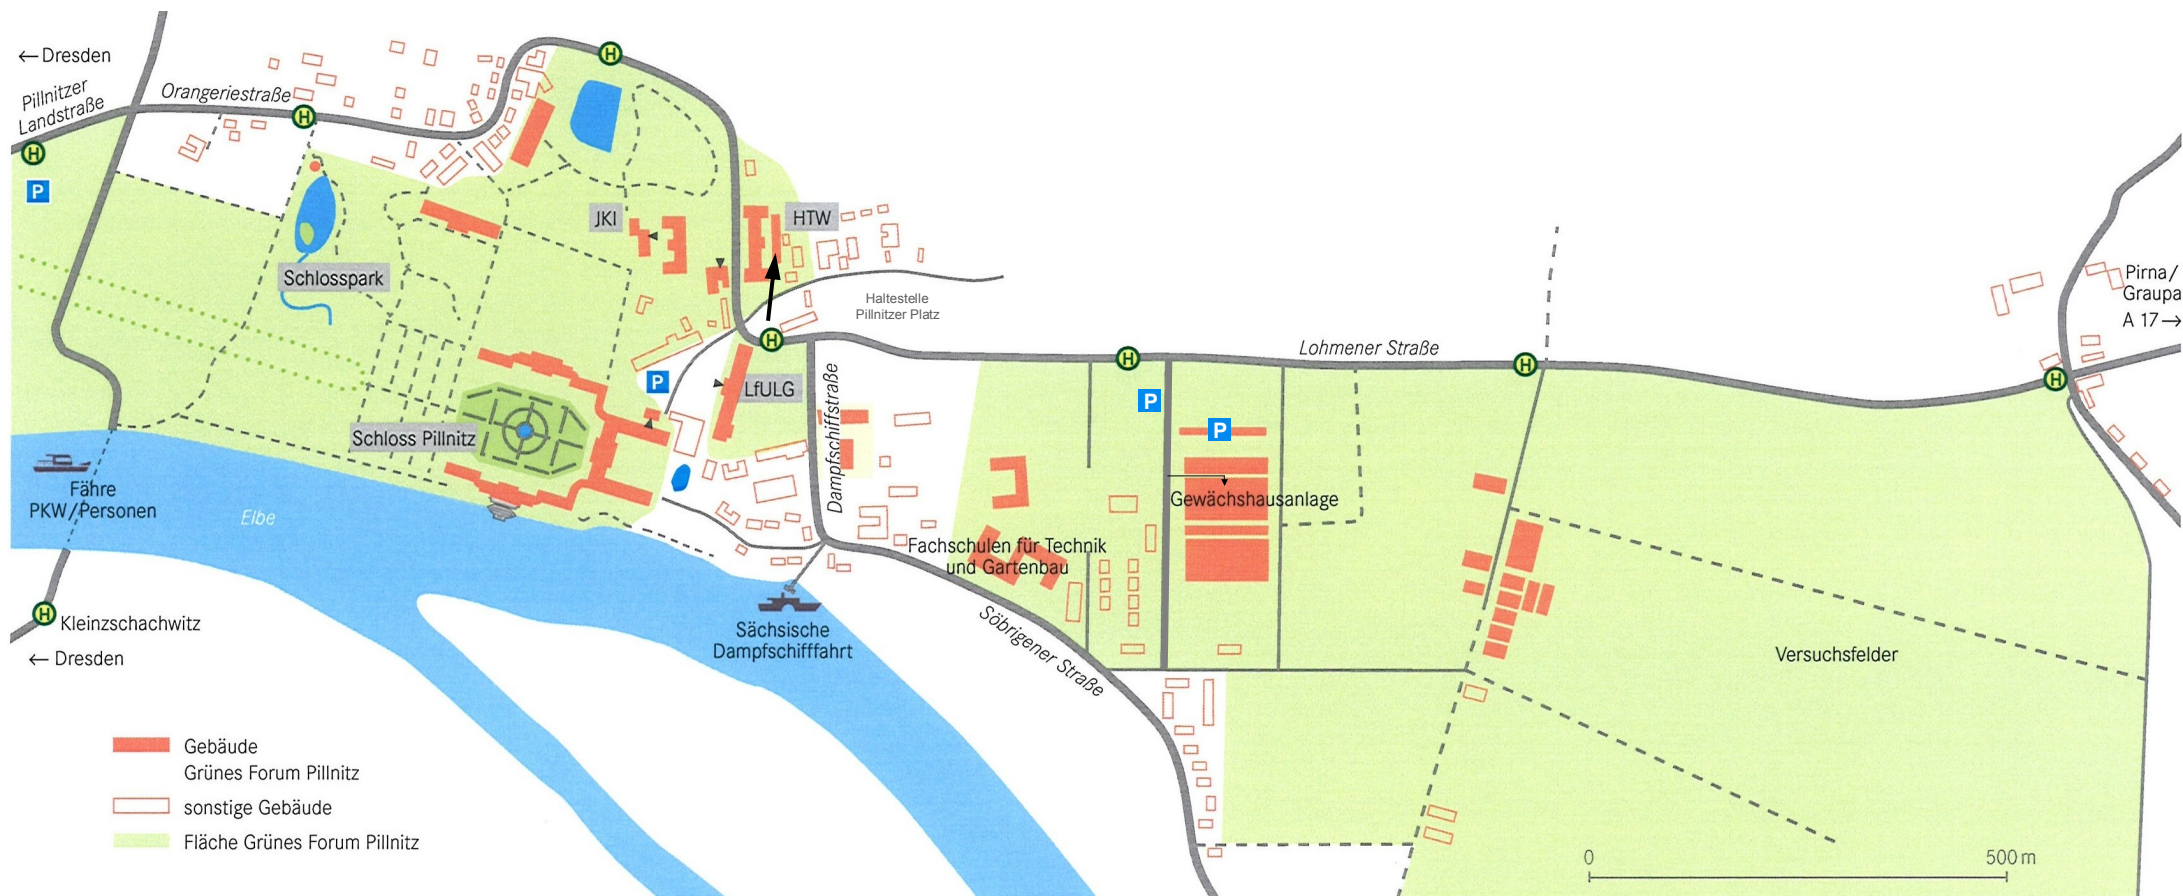 ← Dresden
Pillnitzer
Landstraße
Orangeriestraße
H
H
H
P
JKI
HTW
Schlosspark
Haltestelle
Pillnitzer Platz
Pirna/
Graupa
A 17→
H
H
Lohmener Straße
H
H
P
LfULG
P
P
Dampfschiffstraße
Schloss Pillnitz
Gewächshausanlage
Fähre
PKW/Personen
Elbe
Fachschulen für Technik
und Gartenbau
H
Kleinzschachwitz
← Dresden
Sächsische
Dampfschifffahrt
Söbrigener Straße
Versuchsfelder
Gebäude
Grünes Forum Pillnitz
sonstige Gebäude
Fläche Grünes Forum Pillnitz
0
500 m